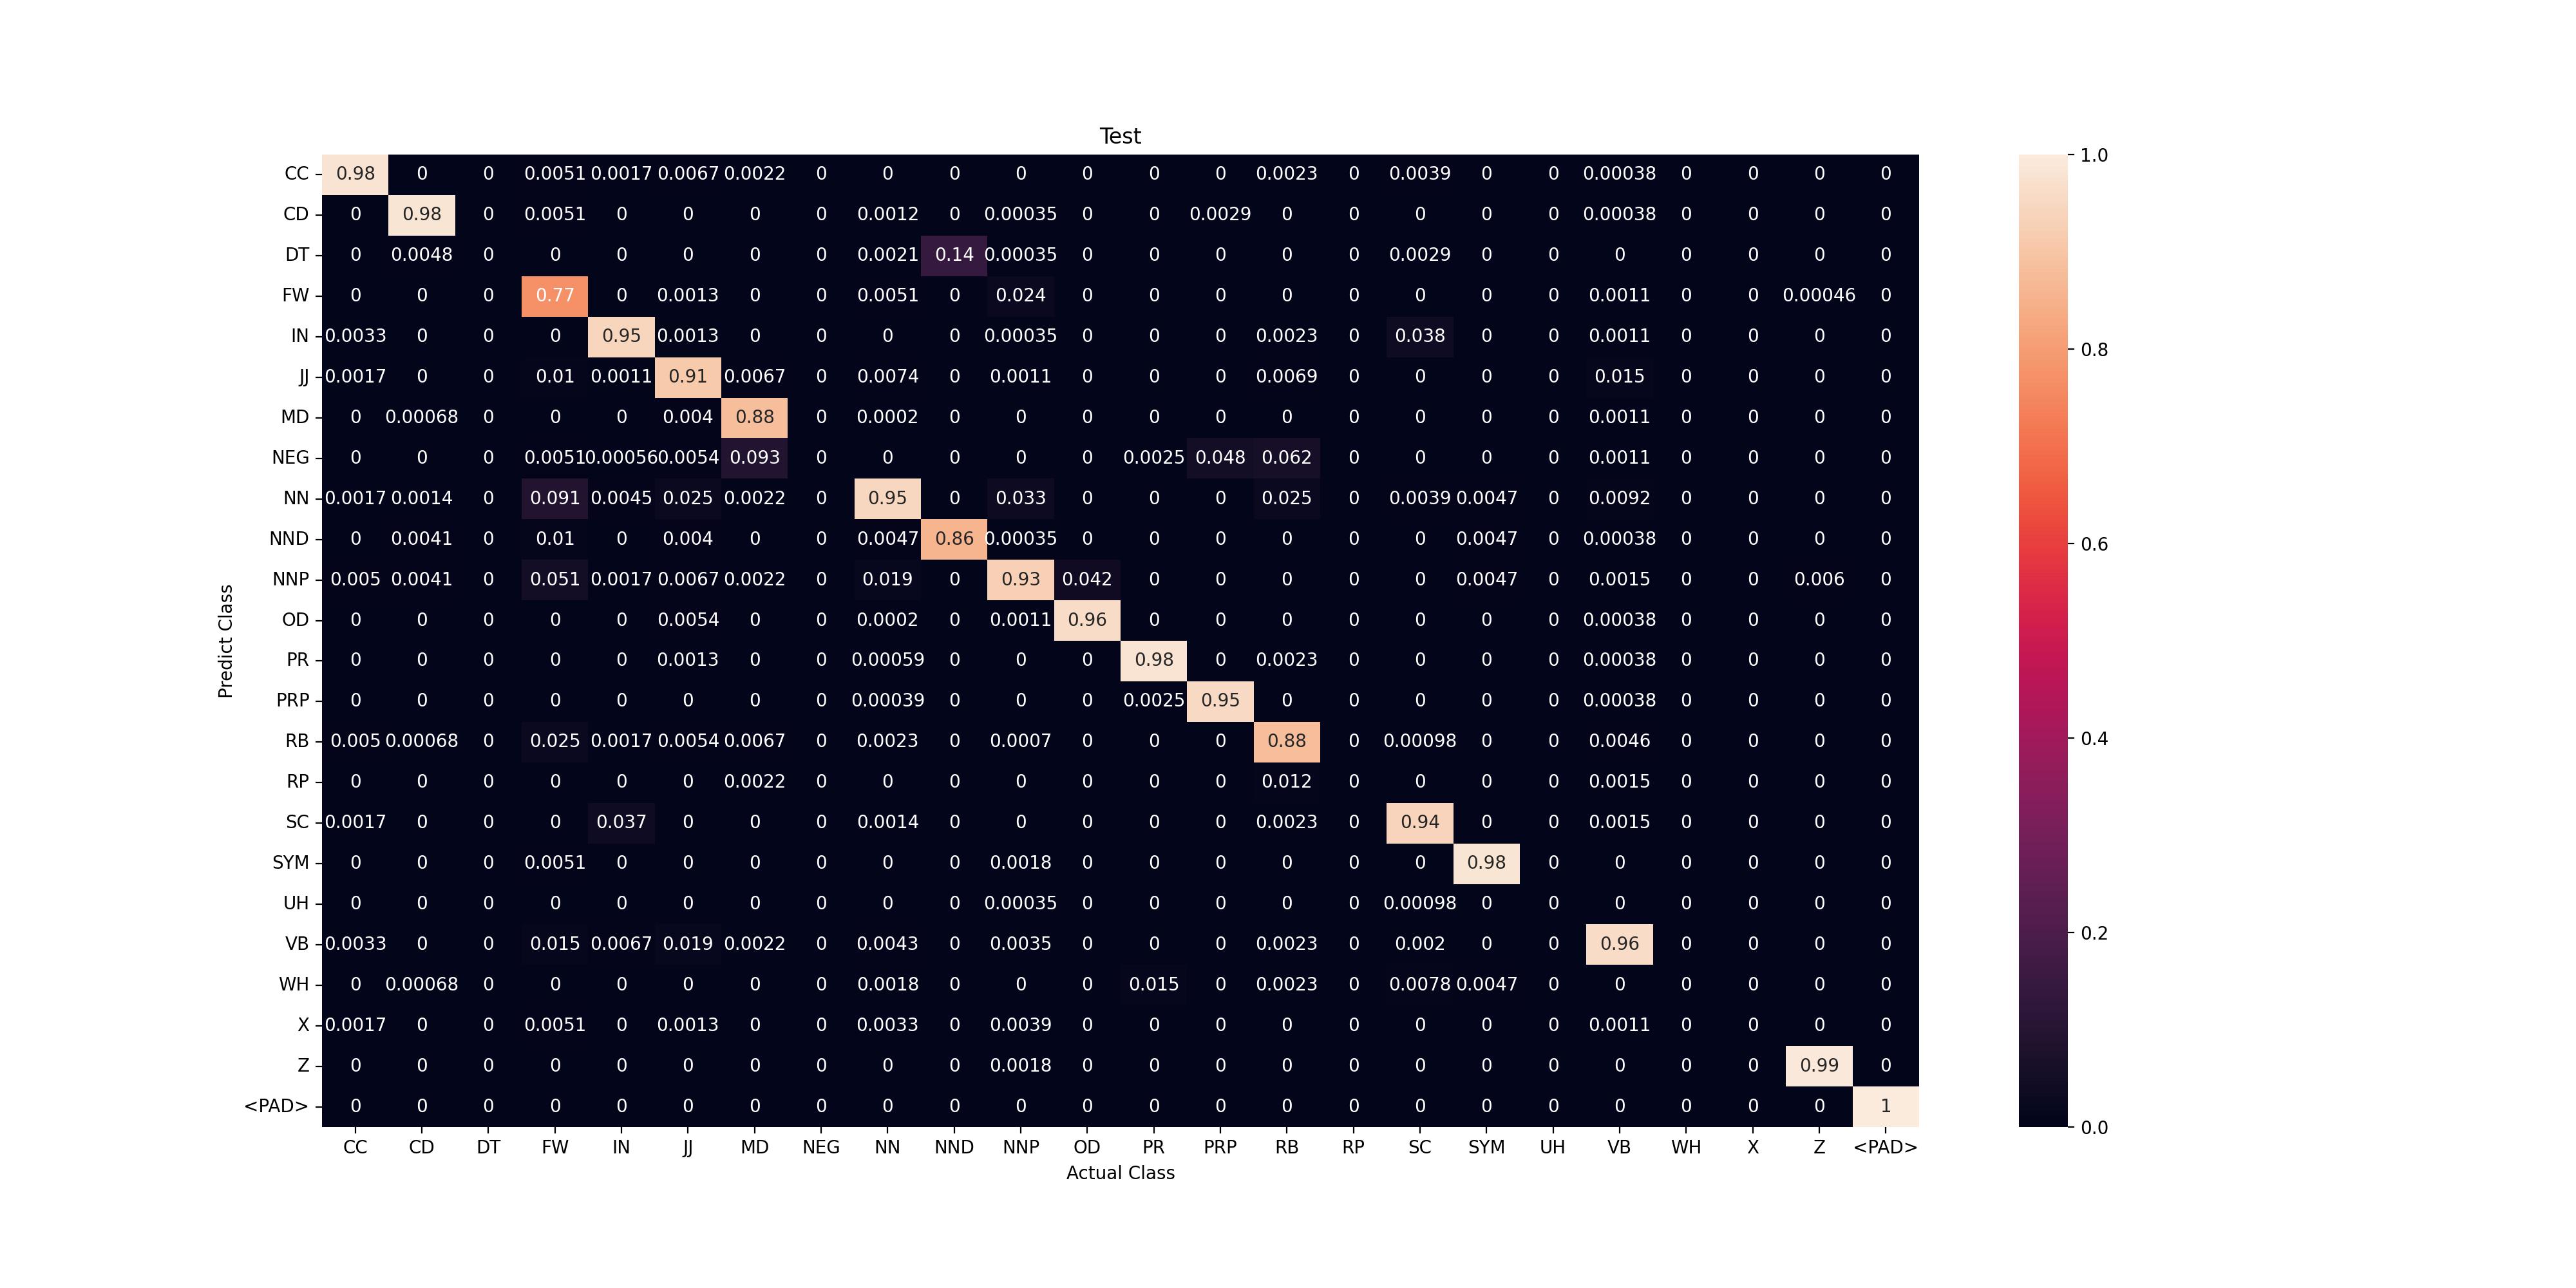 Test
CC 0.98 0 0 0.0051 0.0017 0.0067 0.0022 0 0 0 0 0 0 0 0.0023 0 0.0039 0 0 0.00038 0 0 0 0
CD 0 0.98 0 0.0051 0 0 0 0 0.0012 0 0.00035 0 0 0.0029 0 0 0 0 0 0.00038 0 0 0 0
DT 0 0.0048 0 0 0 0 0 0 0.0021 0.14 0.00035 0 0 0 0 0 0.0029 0 0 0 0 0 0 0
FW 0 0 0 0.77 0 0.0013 0 0 0.0051 0 0.024 0 0 0 0 0 0 0 0 0.0011 0 0 0.00046 0
IN 0.0033 0 0 0 0.95 0.0013 0 0 0 0 0.00035 0 0 0 0.0023 0 0.038 0 0 0.0011 0 0 0 0
JJ 0.0017 0 0 0.01 0.0011 0.91 0.0067 0 0.0074 0 0.0011 0 0 0 0.0069 0 0 0 0 0.015 0 0 0 0
MD 0 0.00068 0 0 0 0.004 0.88 0 0.0002 0 0 0 0 0 0 0 0 0 0 0.0011 0 0 0 0
NEG 0 0 0 0.0051 0.00056 0.0054 0.093 0 0 0 0 0 0.0025 0.048 0.062 0 0 0 0 0.0011 0 0 0 0
NN 0.0017 0.0014 0 0.091 0.0045 0.025 0.0022 0 0.95 0 0.033 0 0 0 0.025 0 0.0039 0.0047 0 0.0092 0 0 0 0
NND 0 0.0041 0 0.01 0 0.004 0 0 0.0047 0.86 0.00035 0 0 0 0 0 0 0.0047 0 0.00038 0 0 0 0
NNP 0.005 0.0041 0 0.051 0.0017 0.0067 0.0022 0 0.019 0 0.93 0.042 0 0 0 0 0 0.0047 0 0.0015 0 0 0.006 0
OD 0 0 0 0 0 0.0054 0 0 0.0002 0 0.0011 0.96 0 0 0 0 0 0 0 0.00038 0 0 0 0
PR 0 0 0 0 0 0.0013 0 0 0.00059 0 0 0 0.98 0 0.0023 0 0 0 0 0.00038 0 0 0 0
PRP 0 0 0 0 0 0 0 0 0.00039 0 0 0 0.0025 0.95 0 0 0 0 0 0.00038 0 0 0 0
RB 0.005 0.00068 0 0.025 0.0017 0.0054 0.0067 0 0.0023 0 0.0007 0 0 0 0.88 0 0.00098 0 0 0.0046 0 0 0 0
RP 0 0 0 0 0 0 0.0022 0 0 0 0 0 0 0 0.012 0 0 0 0 0.0015 0 0 0 0
SC 0.0017 0 0 0 0.037 0 0 0 0.0014 0 0 0 0 0 0.0023 0 0.94 0 0 0.0015 0 0 0 0
SYM 0 0 0 0.0051 0 0 0 0 0 0 0.0018 0 0 0 0 0 0 0.98 0 0 0 0 0 0
UH 0 0 0 0 0 0 0 0 0 0 0.00035 0 0 0 0 0 0.00098 0 0 0 0 0 0 0
VB 0.0033 0 0 0.015 0.0067 0.019 0.0022 0 0.0043 0 0.0035 0 0 0 0.0023 0 0.002 0 0 0.96 0 0 0 0
WH 0 0.00068 0 0 0 0 0 0 0.0018 0 0 0 0.015 0 0.0023 0 0.0078 0.0047 0 0 0 0 0 0
X 0.0017 0 0 0.0051 0 0.0013 0 0 0.0033 0 0.0039 0 0 0 0 0 0 0 0 0.0011 0 0 0 0
Z 0 0 0 0 0 0 0 0 0 0 0.0018 0 0 0 0 0 0 0 0 0 0 0 0.99 0
<PAD> 0 0 0 0 0 0 0 0 0 0 0 0 0 0 0 0 0 0 0 0 0 0 0 1
CC CD DT FW IN JJ MD NEG NN NND NNP OD PR PRP RB RP SC SYM UH VB WH X Z <PAD>
Actual Class
Predict Class
1.0
0.8
0.6
0.4
0.2
0.0